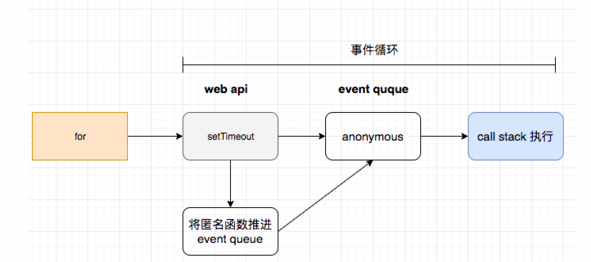 事件循环
web api
event quque
for
setTimeout
anonymous
call stack 执行
将匿名函数推进
event queue